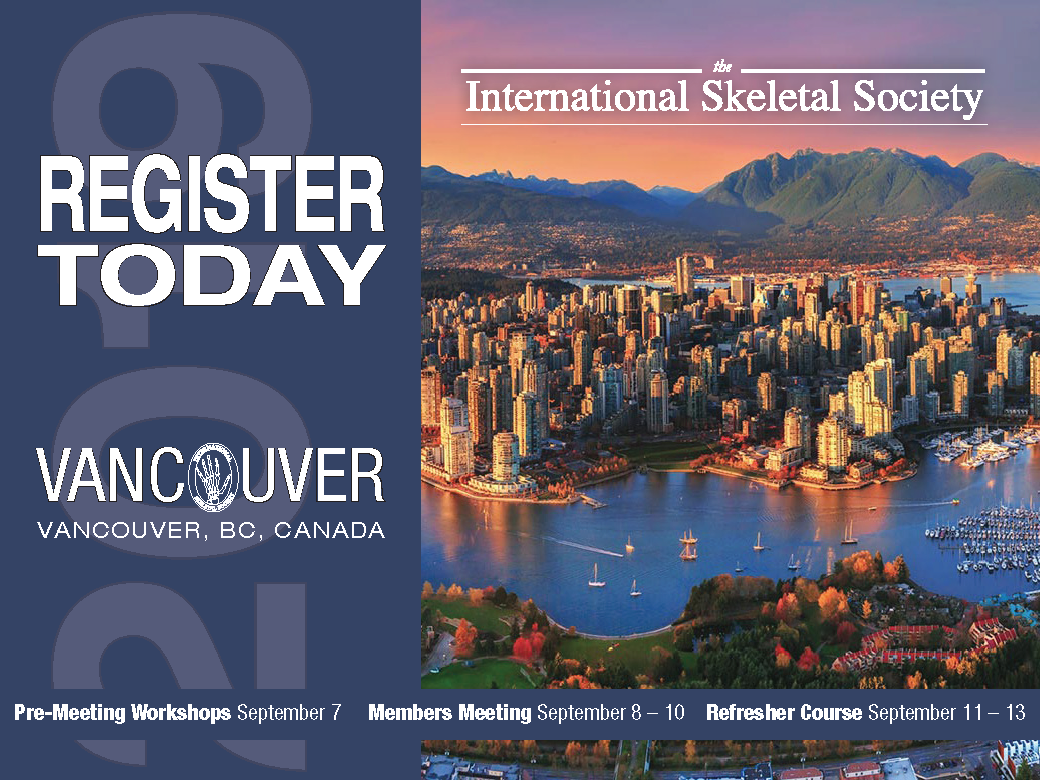 2019
the
International Skeletal Society
REGISTER
TODAY
VANCOUVER
VANCOUVER, BC, CANADA
Pre-Meeting Workshops September 7 Members Meeting September 8 – 10 Refresher Course September 11 – 13